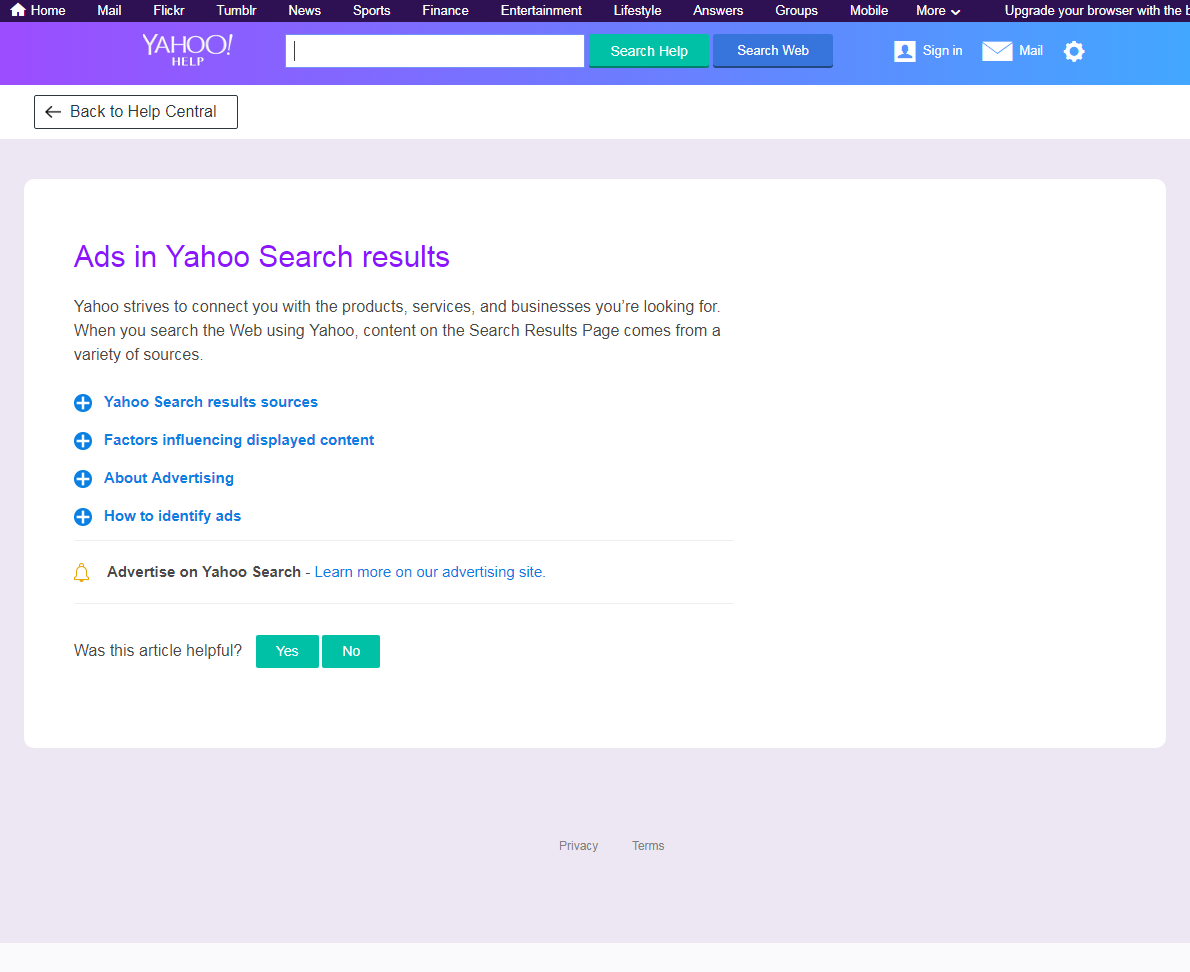 Home Mail Flickr Tumblr News Sports Finance Entertainment Lifestyle Answers Groups Mobile More Upgrade your browser with the
YAHOO!
HELP
Search Help Search Web Sign in Mail
Back to Help Central
Ads in Yahoo Search results
Yahoo strives to connect you with the products, services, and businesses you’re looking for.
When you search the Web using Yahoo, content on the Search Results Page comes from a
variety of sources.
Yahoo Search results sources
Factors influencing displayed content
About Advertising
How to identify ads
Advertise on Yahoo Search - Learn more on our advertising site.
Was this article helpful? Yes No
Privacy Terms